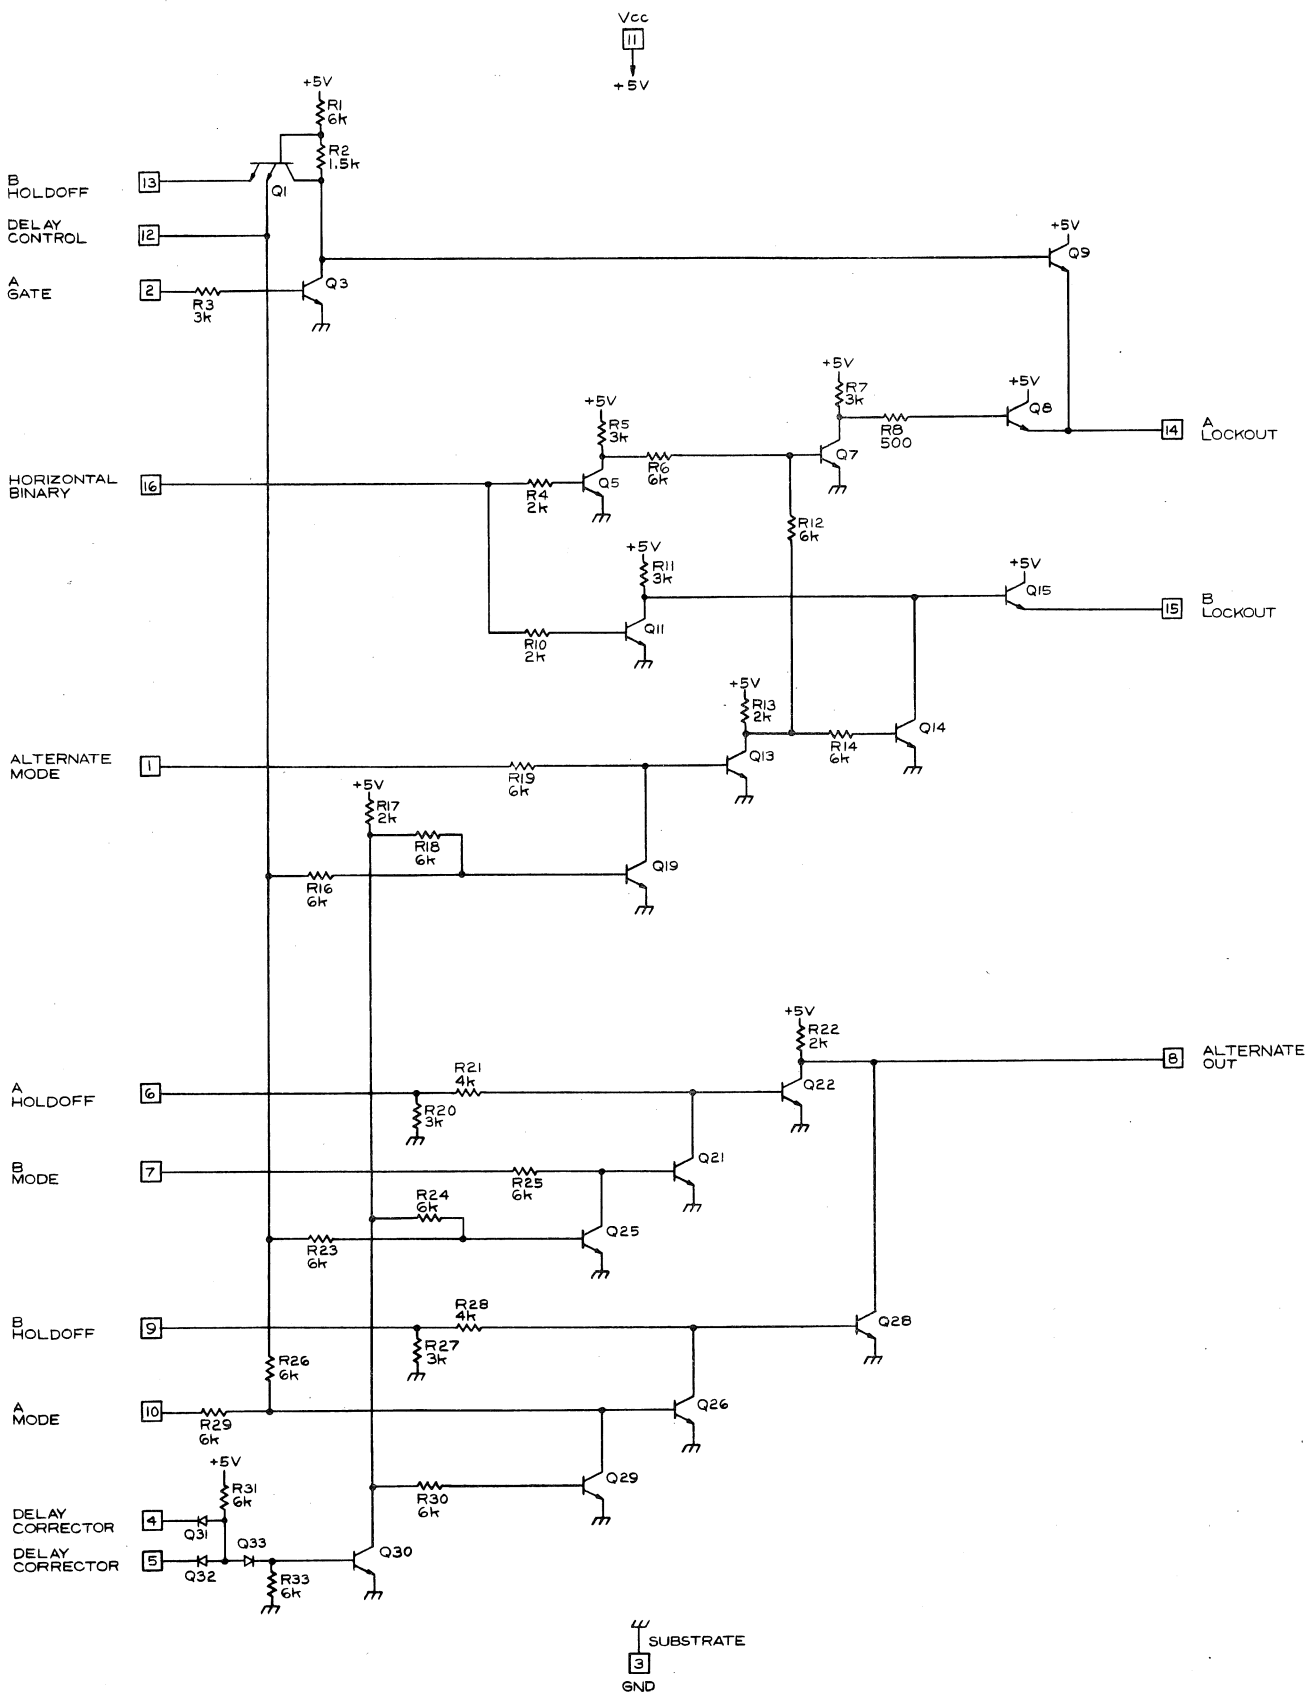 Vcc
11
+5V
+5V
R1
6k
R2
1.5k
B
HOLDOFF
13
Q1
DELAY
CONTROL
12
+5V
Q9
A
GATE
2
R3
3k
Q3
+5V
R7
3k
+5V
Q8
R8
500
14
A
LOCKOUT
+5V
R5
3k
R6
6k
Q7
HORIZONTAL
BINARY
16
R4
2k
Q5
R12
6k
+5V
R11
3k
+5V
Q15
15
B
LOCKOUT
R10
2k
Q11
+5V
R13
2k
Q14
R14
6k
ALTERNATE
MODE
1
R19
6k
Q13
+5V
R17
2k
R18
6k
R16
6k
Q19
+5V
R22
2k
8
ALTERNATE
OUT
A
HOLDOFF
6
R21
4k
R20
3k
Q22
B
MODE
7
R25
6k
Q21
R24
6k
R23
6k
Q25
B
HOLDOFF
9
R28
4k
R27
3k
Q28
R26
6k
A
MODE
10
R29
6k
Q26
+5V
R31
6k
R30
6k
Q29
DELAY
CORRECTOR
4
Q31
Q33
DELAY
CORRECTOR
5
Q32
R33
6k
Q30
SUBSTRATE
3
GND